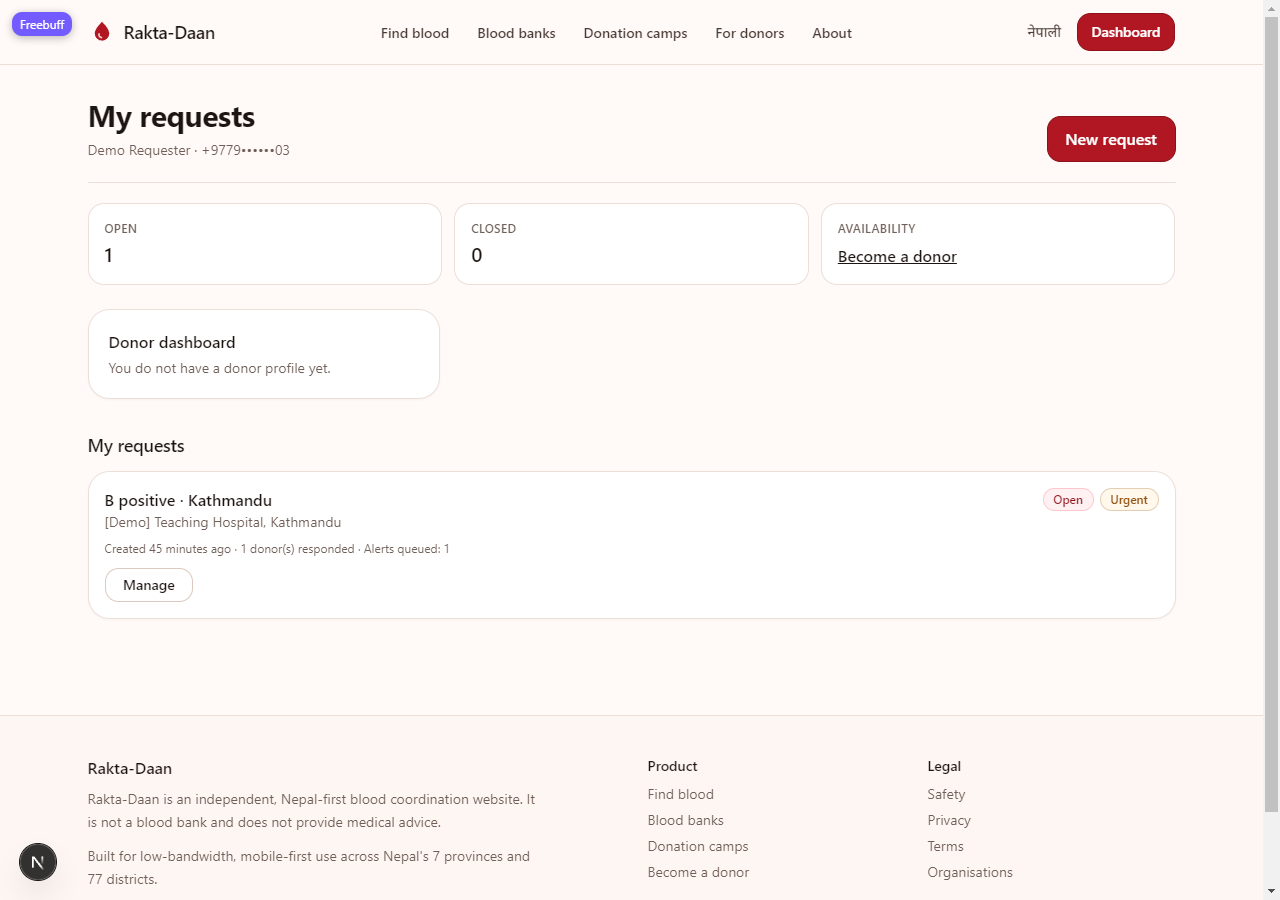 Freebuff
Rakta-Daan
Find blood
Blood banks
Donation camps
For donors
About
नेपाली
Dashboard
My requests
Demo Requester · +9779••••••03
New request
OPEN
1
CLOSED
0
AVAILABILITY
Become a donor
Donor dashboard
You do not have a donor profile yet.
My requests
B positive · Kathmandu
Open
Urgent
[Demo] Teaching Hospital, Kathmandu
Created 45 minutes ago · 1 donor(s) responded · Alerts queued: 1
Manage
Rakta-Daan
Rakta-Daan is an independent, Nepal-first blood coordination website. It
is not a blood bank and does not provide medical advice.
Built for low-bandwidth, mobile-first use across Nepal's 7 provinces and
77 districts.
Product
Find blood
Blood banks
Donation camps
Become a donor
Legal
Safety
Privacy
Terms
Organisations
N